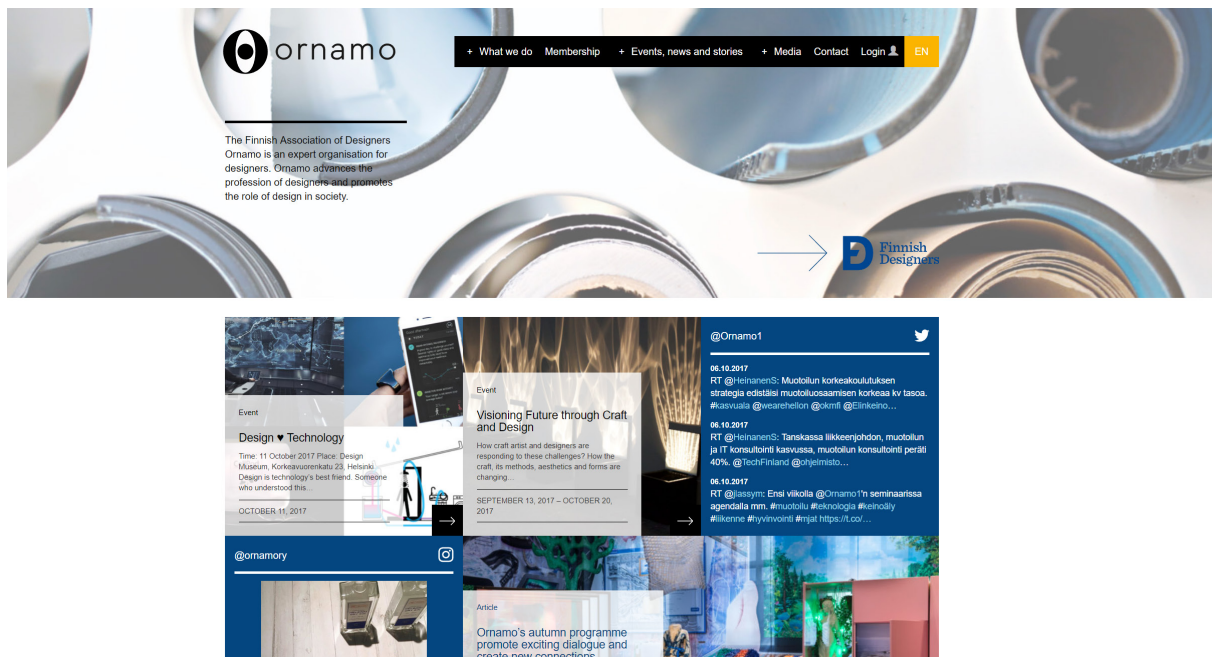 ornamo
+ What we do Membership + Events, news and stories + Media Contact Login EN
The Finnish Association of Designers
Ornamo is an expert organisation for
designers. Ornamo advances the
profession of designers and promotes
the role of design in society.
Finnish
Designers
Event
Design ♥ Technology
Time: 11 October 2017 Place: Design
Museum, Korkeavuorenkatu 23, Helsinki
Design is technology's best friend. Someone
who understood this…
OCTOBER 11, 2017
Event
Visioning Future through Craft
and Design
How craft artist and designers are
responding to these challenges? How the
craft, its methods, aesthetics and forms are
changing…
SEPTEMBER 13, 2017 – OCTOBER 20,
2017
@Ornamo1
06.10.2017
RT @HeinanenS: Muotoilun korkeakoulutuksen
strategia edistäisi muotoiluosaamisen korkeaa kv tasoa.
#kasvuala @wearehellon @okmfi @Elinkeino…
06.10.2017
RT @HeinanenS: Tanskassa liikkeenjohdon, muotoilun
ja IT konsultointi kasvussa, muotoilun konsultointi peräti
40%. @TechFinland @ohjelmisto…
06.10.2017
RT @jlassym: Ensi viikolla @Ornamo1'n seminaarissa
agendalla mm. #muotoilu #teknologia #keinoäly
#liikenne #hyvinvointi #mjat https://t.co/…
@ornamory
Article
Ornamo's autumn programme
promote exciting dialogue and
create new connections